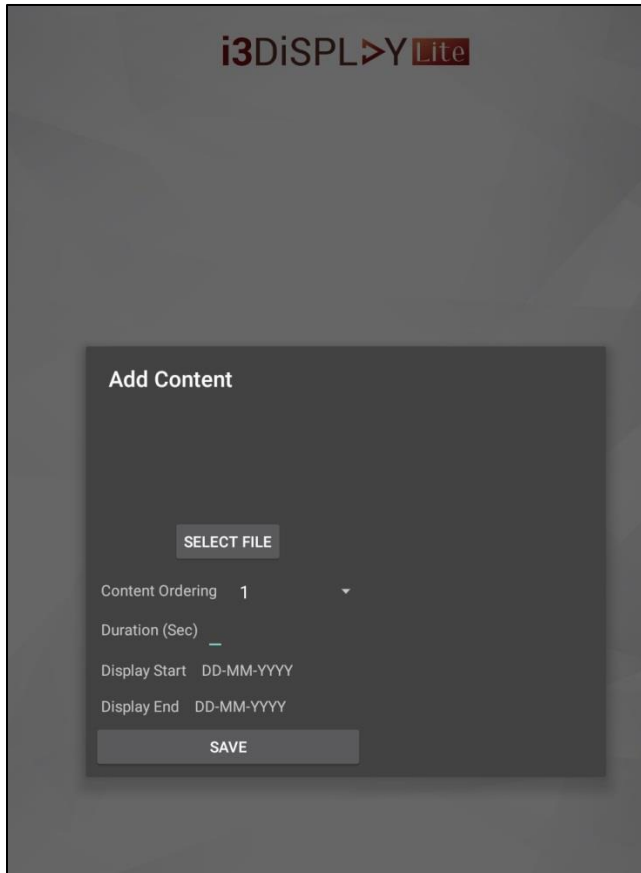 i3DiSPL>Y Lite
Add Content
SELECT FILE
Content Ordering 1
Duration (Sec)
Display Start DD-MM-YYYY
Display End DD-MM-YYYY
SAVE